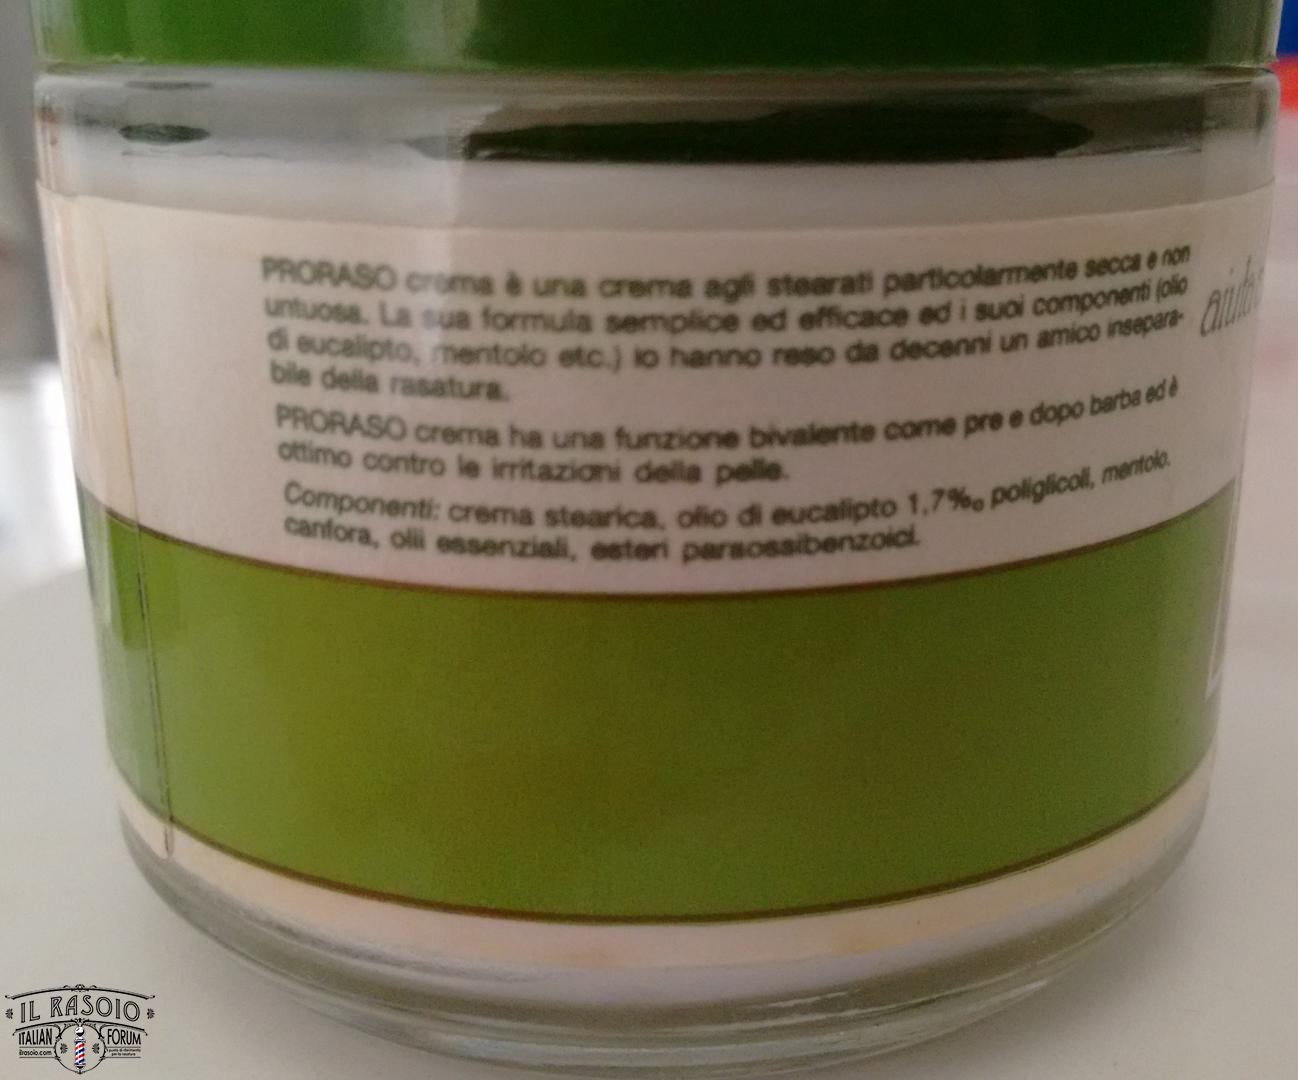 PRORASO crema è una crema agli stearati particolarmente secca e non
untuosa. La sua formula semplice ed efficace ed i suoi componenti (olio
di eucalipto, mentolo etc.) lo hanno reso da decenni un amico insepara-
bile della rasatura.
PRORASO crema ha una funzione bivalente come pre e dopo barba ed è
ottimo contro le irritazioni della pelle.
Componenti: crema stearica, olio di eucalipto 1,7‰ poliglicoli, mentolo,
canfora, olii essenziali, esteri paraossibenzoici.
IL RASOIO
ITALIAN FORUM
ilrasoio.com